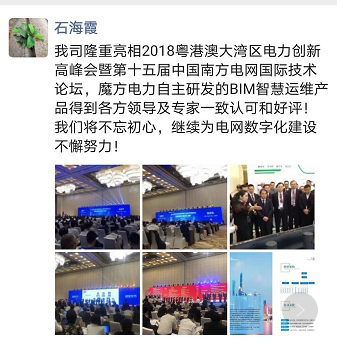 石海霞
我司隆重亮相2018粤港澳大湾区电力创新
高峰会暨第十五届中国南方电网国际技术
论坛，魔方电力自主研发的BIM智慧运维产
品得到各方领导及专家一致认可和好评！
我们将不忘初心，继续为电网数字化建设
不懈努力！